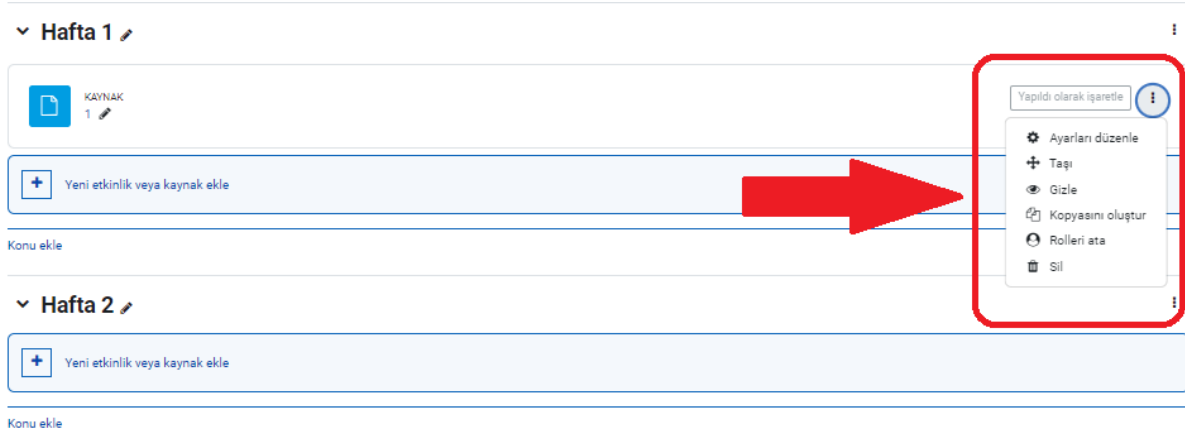 Hafta 1
KAYNAK
1
Yapıldı olarak işaretle
Ayarları düzenle
Taşı
Gizle
Kopyasını oluştur
Rolleri ata
Sil
Yeni etkinlik veya kaynak ekle
Konu ekle
Hafta 2
Yeni etkinlik veya kaynak ekle
Konu ekle